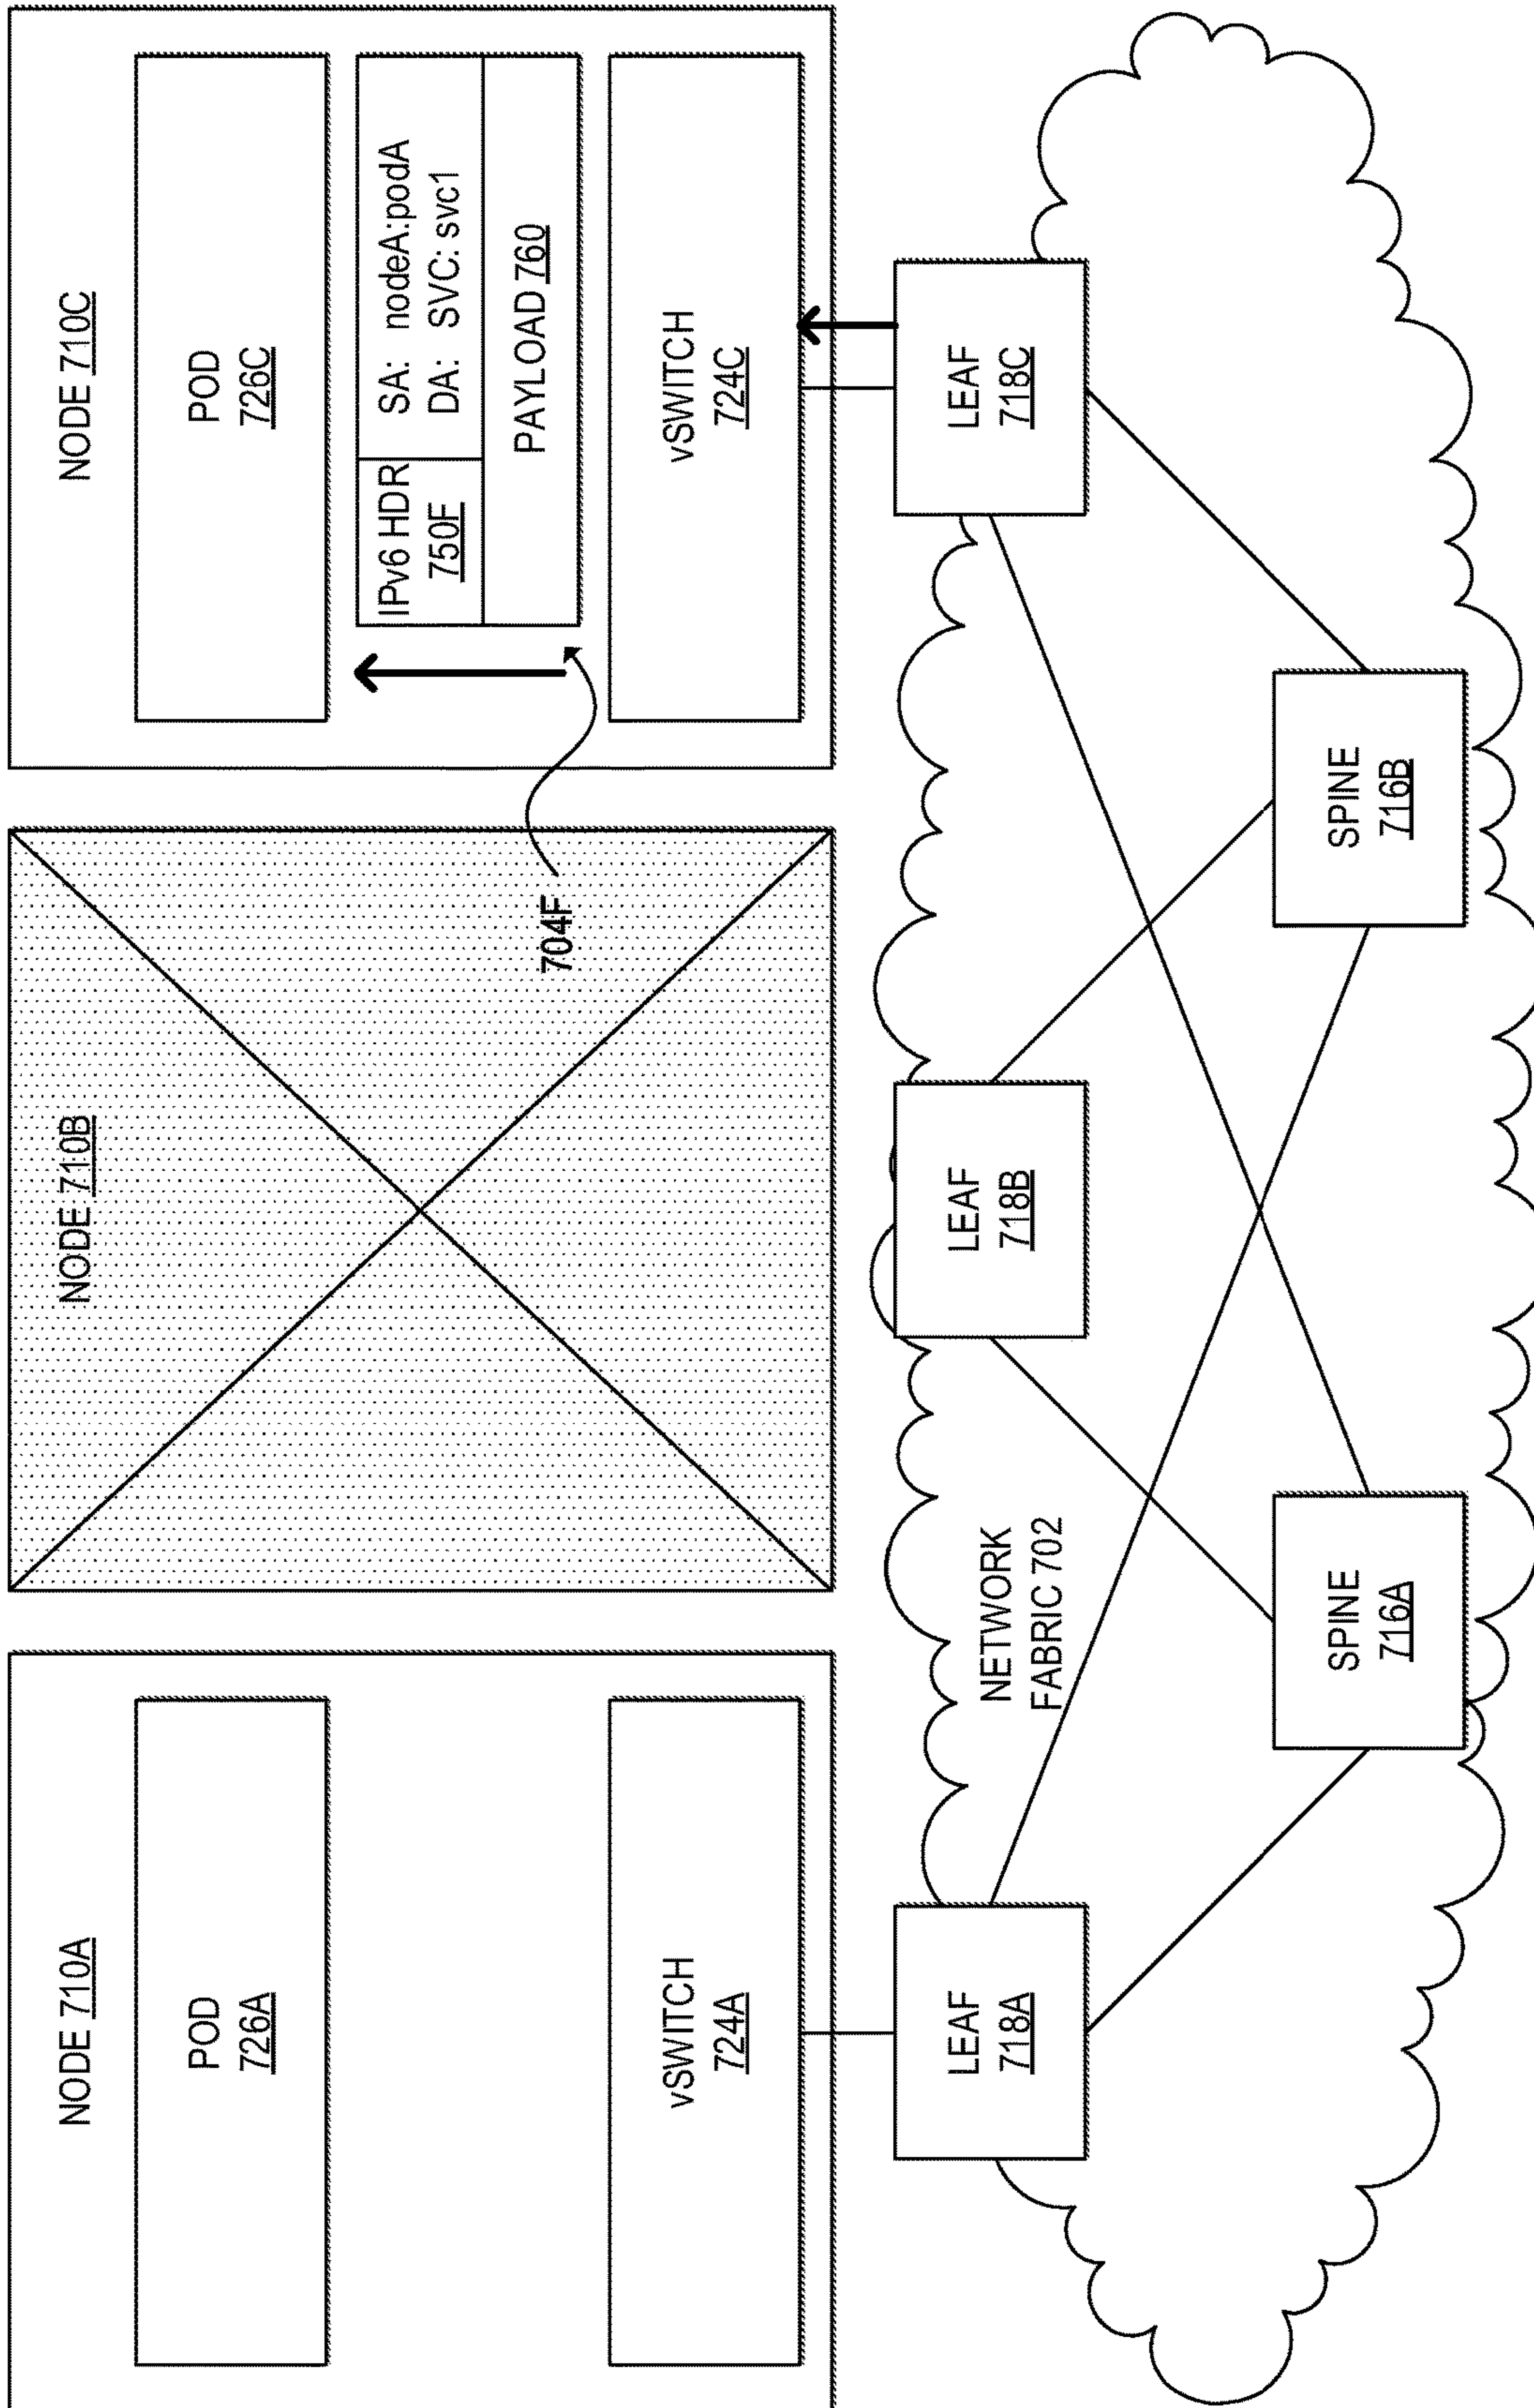 NODE 710A
POD
726A
vSWITCH
724A
NODE 710B
704F
NODE 710C
POD
726C
IPv6 HDR
750F
SA: nodeA:podA
DA: SVC: svc1
PAYLOAD 760
vSWITCH
724C
LEAF
718A
LEAF
718B
LEAF
718C
NETWORK
FABRIC 702
SPINE
716A
SPINE
716B